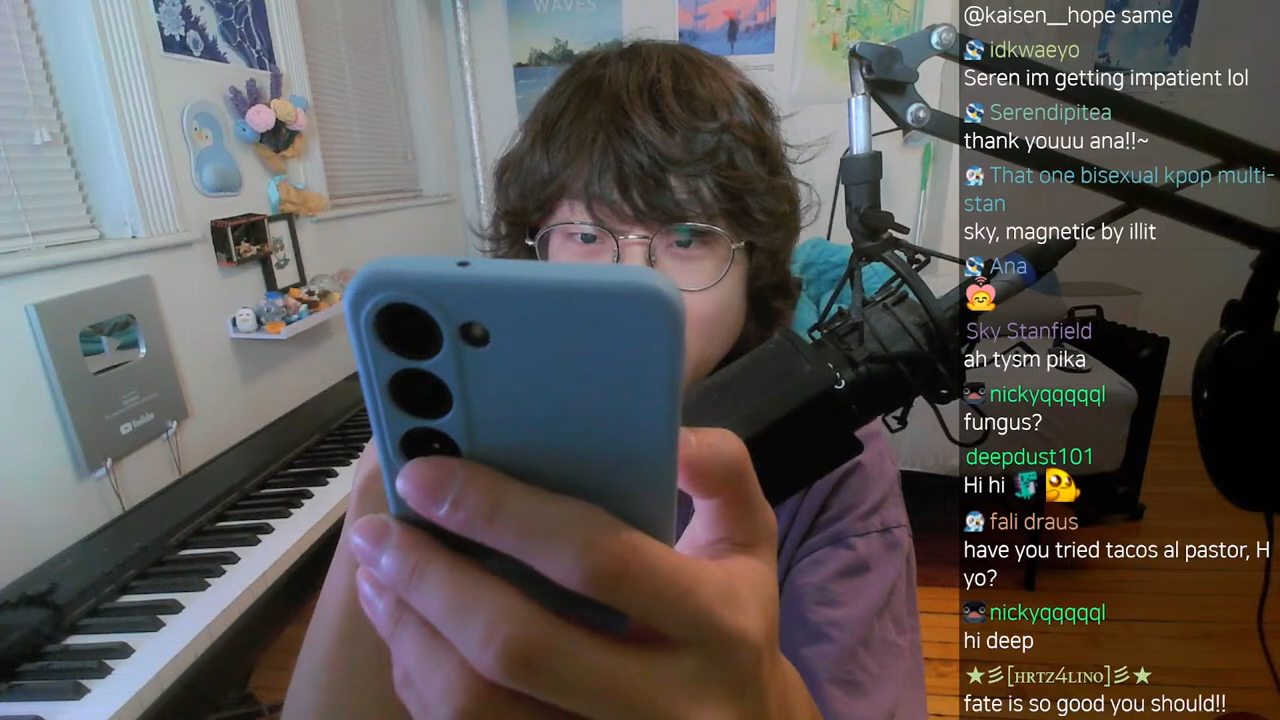 WAVES
YouTube
@kaisen__hope same
idkwaeyo
Seren im getting impatient lol
Serendipitea
thank youuu ana!!~
That one bisexual kpop multi-
stan
sky, magnetic by illit
Ana
Sky Stanfield
ah tysm pika
nickyqqqqql
fungus?
deepdust101
Hi hi
fali draus
have you tried tacos al pastor, H
yo?
nickyqqqqql
hi deep
★彡[ʜʀᴛᴢ4ʟɪɴᴏ]彡★
fate is so good you should!!